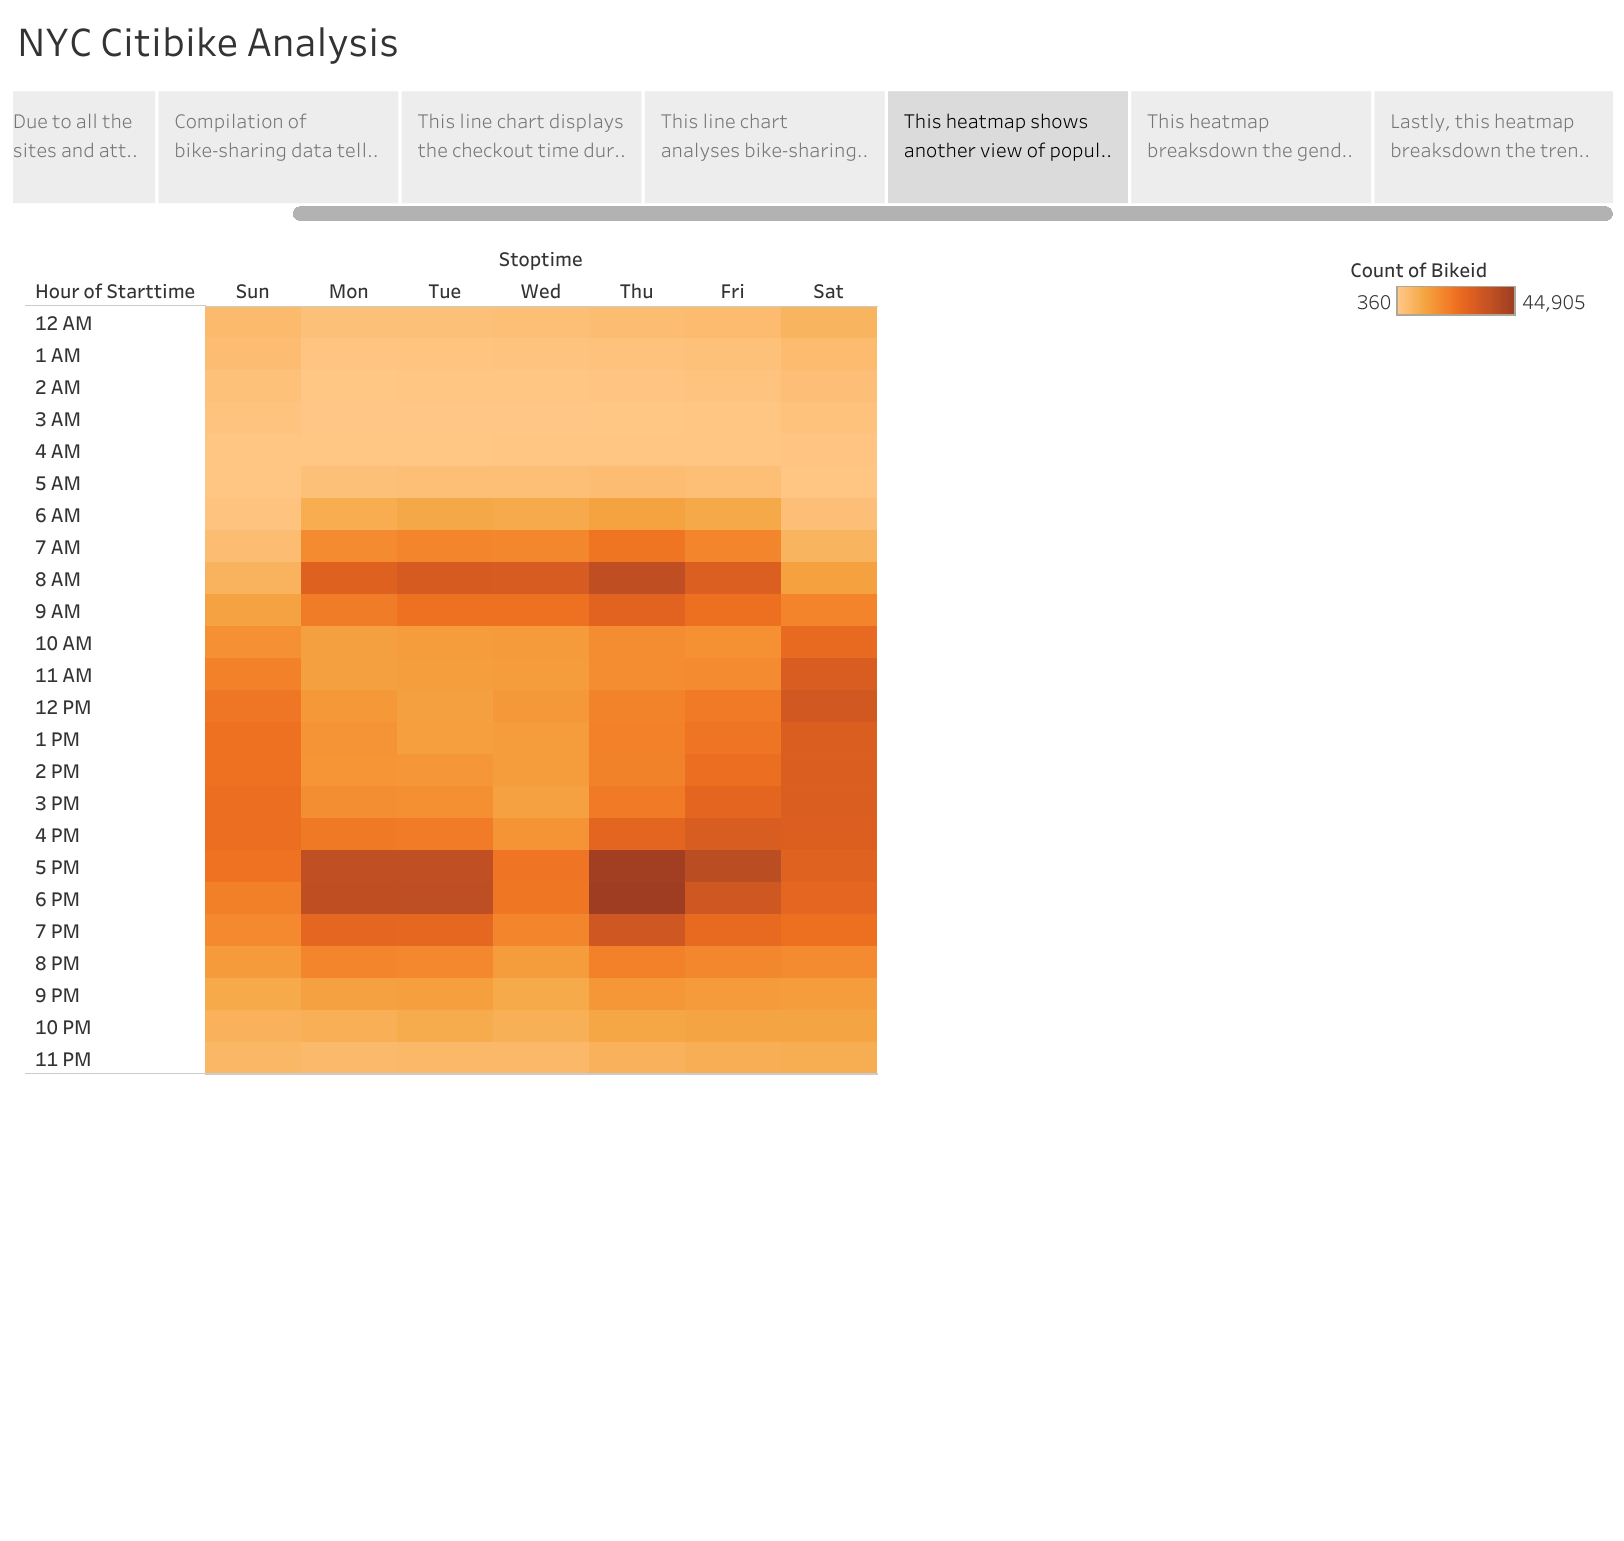 NYC Citibike Analysis
Due to all the
sites and att..
Compilation of
bike-sharing data tell..
This line chart displays
the checkout time dur..
This line chart
analyses bike-sharing..
This heatmap shows
another view of popul..
This heatmap
breaksdown the gend..
Lastly, this heatmap
breaksdown the tren..
Stoptime
Hour of Starttime Sun Mon Tue Wed Thu Fri Sat
12 AM
1 AM
2 AM
3 AM
4 AM
5 AM
6 AM
7 AM
8 AM
9 AM
10 AM
11 AM
12 PM
1 PM
2 PM
3 PM
4 PM
5 PM
6 PM
7 PM
8 PM
9 PM
10 PM
11 PM
Count of Bikeid
360 44,905